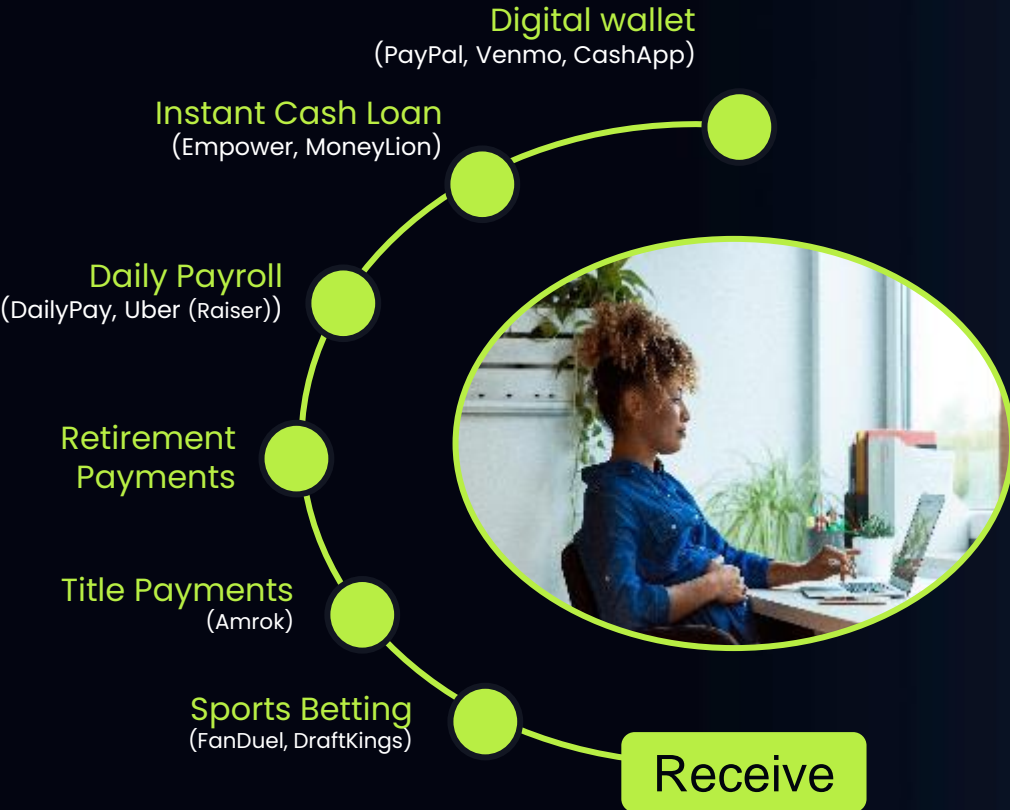 Digital wallet
(PayPal, Venmo, CashApp)
Instant Cash Loan
(Empower, MoneyLion)
Daily Payroll
(DailyPay, Uber (Raiser))
Retirement
Payments
Title Payments
(Amrok)
Sports Betting
(FanDuel, DraftKings)
Receive